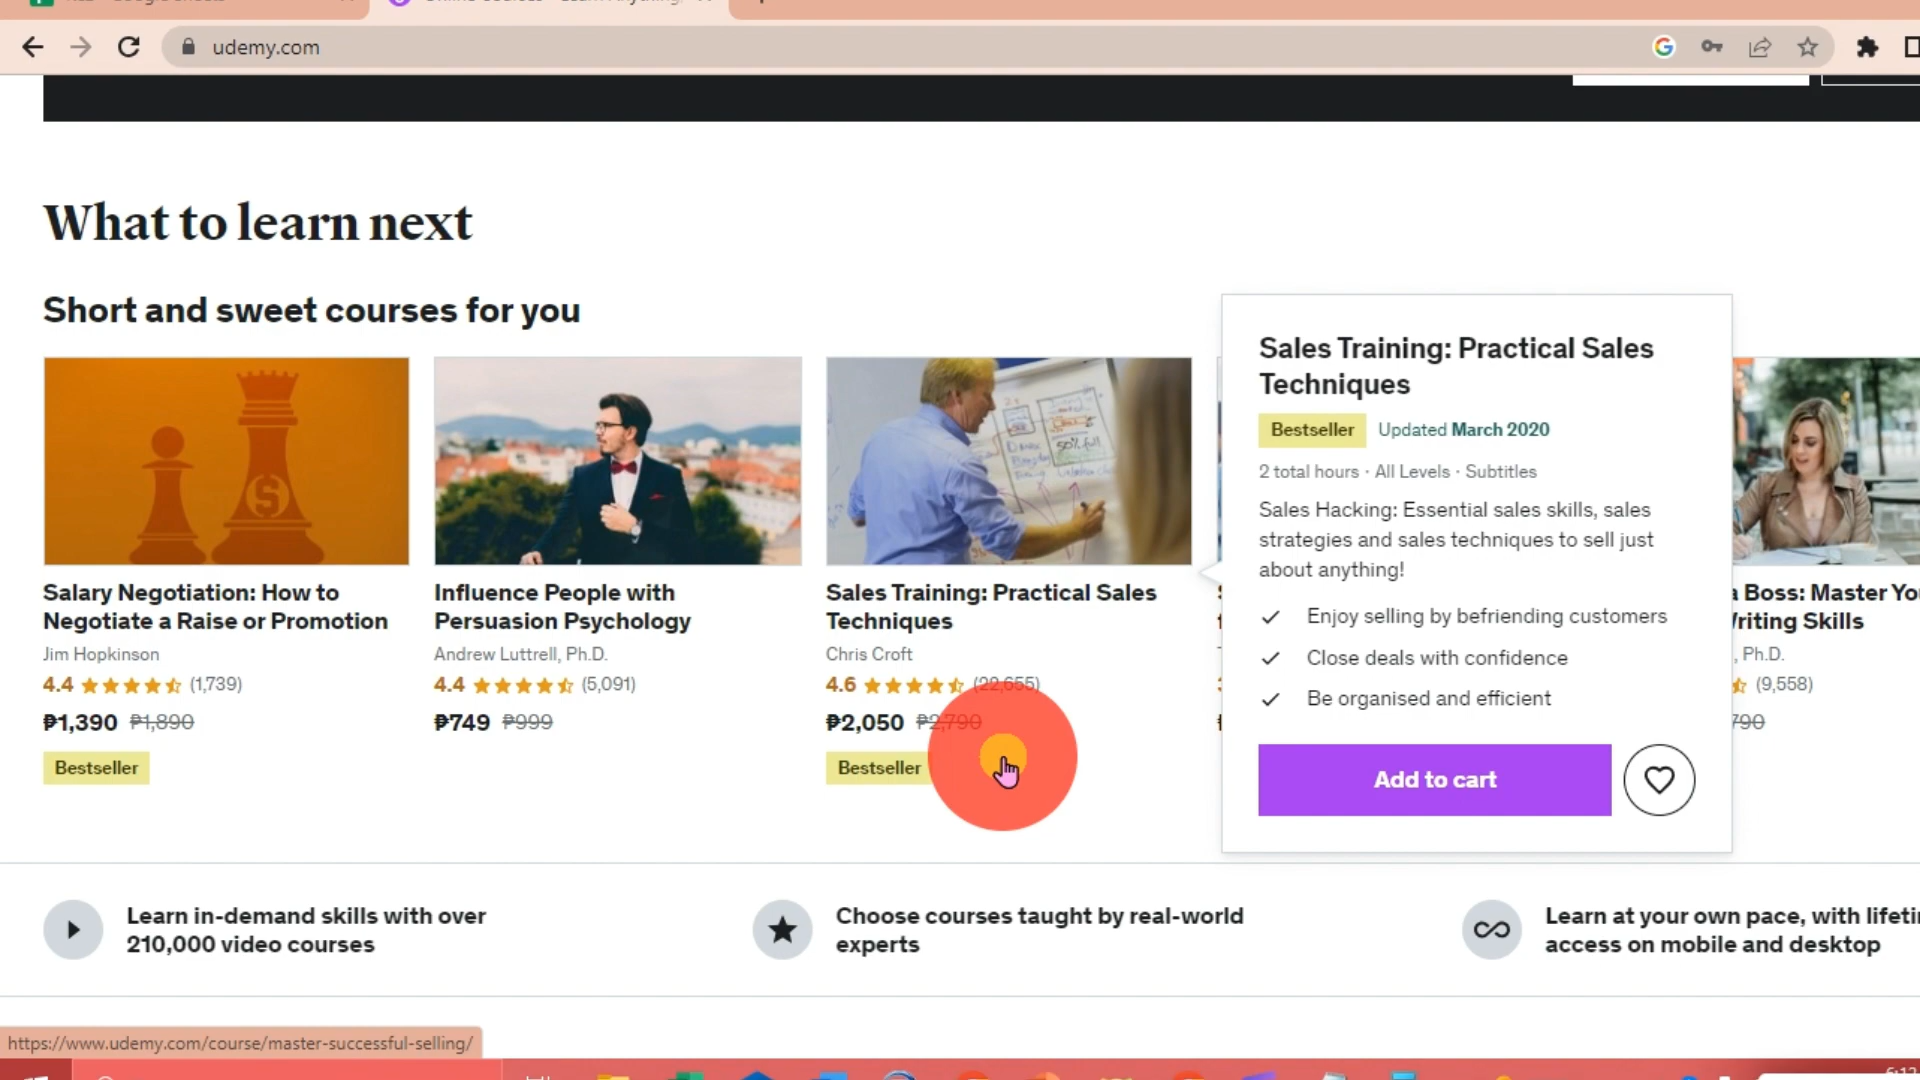 udemy.com
What to learn next
Short and sweet courses for you
Salary Negotiation: How to
Negotiate a Raise or Promotion
Jim Hopkinson
4.4 (1,739)
₱1,390 ₱1,890
Bestseller
Influence People with
Persuasion Psychology
Andrew Luttrell, Ph.D.
4.4 (5,091)
₱749 ₱999
Sales Training: Practical Sales
Techniques
Chris Croft
4.6 (22,655)
₱2,050 ₱2,790
Bestseller
Sales Training: Practical Sales
Techniques
Bestseller Updated March 2020
2 total hours · All Levels · Subtitles
Sales Hacking: Essential sales skills, sales
strategies and sales techniques to sell just
about anything!
Enjoy selling by befriending customers
Close deals with confidence
Be organised and efficient
Add to cart
a Boss: Master Yo
Writing Skills
, Ph.D.
(9,558)
790
Learn in-demand skills with over
210,000 video courses
Choose courses taught by real-world
experts
Learn at your own pace, with lifeti
access on mobile and desktop
https://www.udemy.com/course/master-successful-selling/